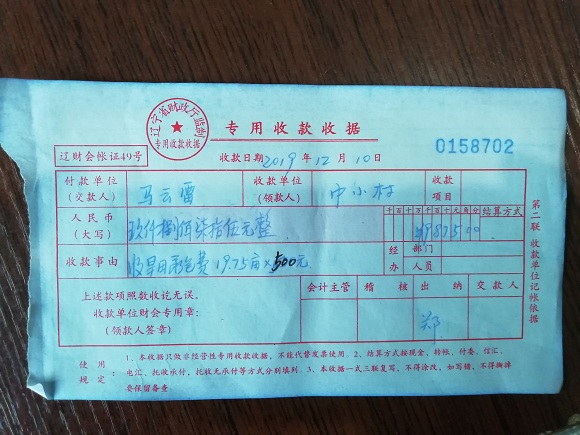 辽宁省财政厅监制
专用收款收据
专用收款收据
辽财会帐证49号
收款日期2019年12月10日
0158702
付款单位
(交款人)
马云雷
收款单位
(领款人)
中小村
收款
项目
人民币
(大写)
玖仟捌佰柒拾伍元整
千百十万千百十元角分
¥987500
结算方式
收款事由
19.75亩×500元
经办
部门
人员
上述款项照数收讫无误。
收款单位财会专用章:
(领款人签章)
会计主管
稽核
出纳
交款人
郑
第二联 收款单位记帐依据
使用规定:
1、本收据只做非经营性专用收款收据,不能代替发票使用。2、结算方式按现金、转帐、付委、信汇、
电汇、托收承付、托收无承付等方式分别填列。3、本收据一式三联复写,不得涂改,如写错,不得撕掉
妥保留备查